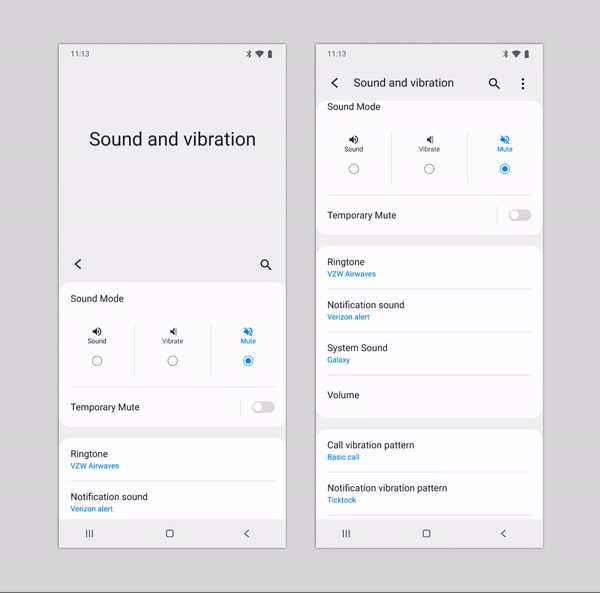 11:13
Sound and vibration
Sound Mode
Sound
Vibrate
Mute
Temporary Mute
Ringtone
VZW Airwaves
Notification sound
Verizon alert
11:13
Sound and vibration
Sound Mode
Sound
Vibrate
Mute
Temporary Mute
Ringtone
VZW Airwaves
Notification sound
Verizon alert
System Sound
Galaxy
Volume
Call vibration pattern
Basic call
Notification vibration pattern
Ticktock